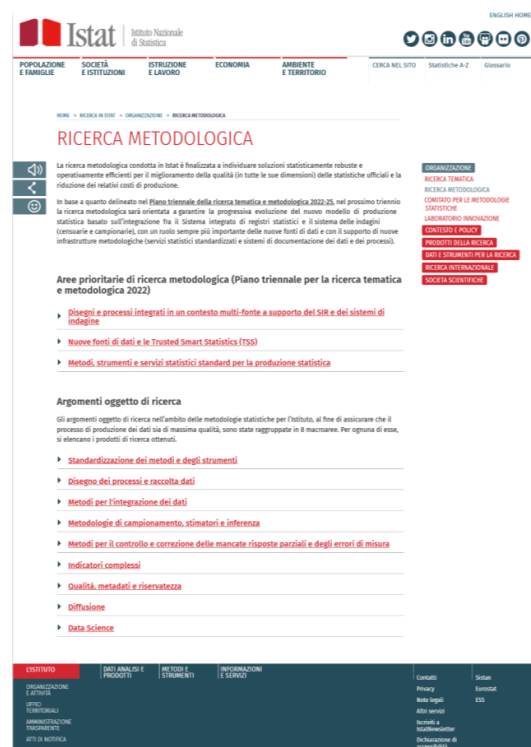 ENGLISH HOME
Istat
Istituto Nazionale
di Statistica
POPOLAZIONE
E FAMIGLIE
SOCIETÀ
E ISTITUZIONI
ISTRUZIONE
E LAVORO
ECONOMIA
AMBIENTE
E TERRITORIO
CERCA NEL SITO
Statistiche A-Z
Glossario
HOME > RICERCA IN ISTAT > ORGANIZZAZIONE > RICERCA METODOLOGICA
RICERCA METODOLOGICA
La ricerca metodologica condotta in Istat è finalizzata a individuare soluzioni statisticamente robuste e
operativamente efficienti per il miglioramento della qualità (in tutte le sue dimensioni) delle statistiche ufficiali e la
riduzione dei relativi costi di produzione.
In base a quanto delineato nel Piano triennale della ricerca tematica e metodologica 2022-25, nel prossimo triennio
la ricerca metodologica sarà orientata a garantire la progressiva evoluzione del nuovo modello di produzione
statistica basato sull'integrazione fra il Sistema integrato di registri statistici e il sistema delle indagini
(censuarie e campionarie), con un ruolo sempre più importante delle nuove fonti di dati e con il supporto di nuove
infrastrutture metodologiche (servizi statistici standardizzati e sistemi di documentazione dei dati e dei processi).
Aree prioritarie di ricerca metodologica (Piano triennale per la ricerca tematica
e metodologica 2022)
Disegni e processi integrati in un contesto multi-fonte a supporto del SIR e dei sistemi di
indagine
Nuove fonti di dati e le Trusted Smart Statistics (TSS)
Metodi, strumenti e servizi statistici standard per la produzione statistica
Argomenti oggetto di ricerca
Gli argomenti oggetto di ricerca nell'ambito delle metodologie statistiche per l'Istituto, al fine di assicurare che il
processo di produzione dei dati sia di massima qualità, sono state raggruppate in 8 macroaree. Per ognuna di esse,
si elencano i prodotti di ricerca ottenuti.
Standardizzazione dei metodi e degli strumenti
Disegno dei processi e raccolta dati
Metodi per l'integrazione dei dati
Metodologie di campionamento, stimatori e inferenza
Metodi per il controllo e correzione delle mancate risposte parziali e degli errori di misura
Indicatori complessi
Qualità, metadati e riservatezza
Diffusione
Data Science
ORGANIZZAZIONE
RICERCA TEMATICA
RICERCA METODOLOGICA
COMITATO PER LE METODOLOGIE
STATISTICHE
LABORATORIO INNOVAZIONE
CONTESTO E POLICY
PRODOTTI DELLA RICERCA
DATI E STRUMENTI PER LA RICERCA
RICERCA INTERNAZIONALE
SOCIETÀ SCIENTIFICHE
L'ISTITUTO
DATI ANALISI E
PRODOTTI
METODI E
STRUMENTI
INFORMAZIONI
E SERVIZI
ORGANIZZAZIONE
E ATTIVITÀ
UFFICI
TERRITORIALI
AMMINISTRAZIONE
TRASPARENTE
ATTI DI NOTIFICA
Contatti
Privacy
Note legali
Altri servizi
Iscriviti a
IstatNewsletter
Dichiarazione di
accessibilità
Sistan
Eurostat
ESS